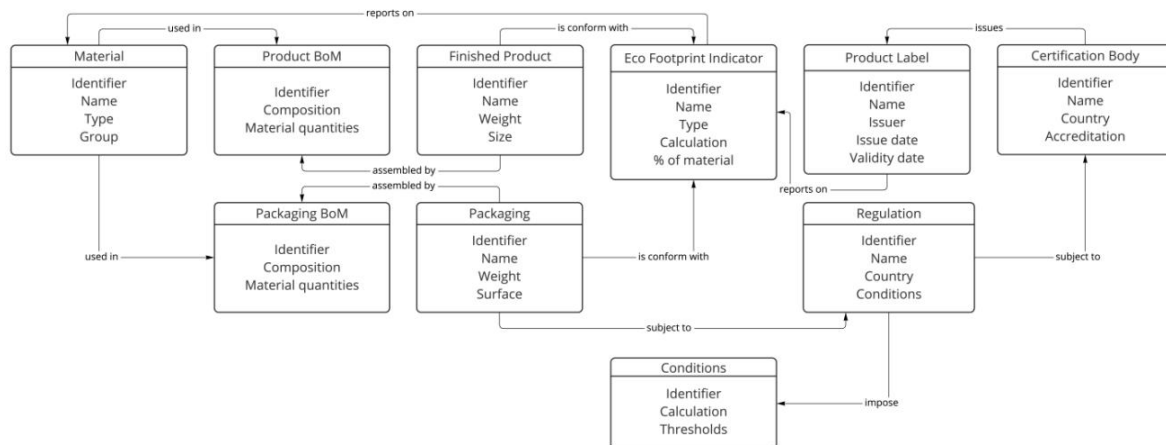 reports on
used in
is conform with
issues
Material
Identifier
Name
Type
Group
Product BoM
Identifier
Composition
Material quantities
Finished Product
Identifier
Name
Weight
Size
Eco Footprint Indicator
Identifier
Name
Type
Calculation
% of material
Product Label
Identifier
Name
Issuer
Issue date
Validity date
Certification Body
Identifier
Name
Country
Accreditation
assembled by
assembled by
reports on
Packaging BoM
Identifier
Composition
Material quantities
Packaging
Identifier
Name
Weight
Surface
Regulation
Identifier
Name
Country
Conditions
used in
is conform with
subject to
subject to
Conditions
Identifier
Calculation
Thresholds
impose